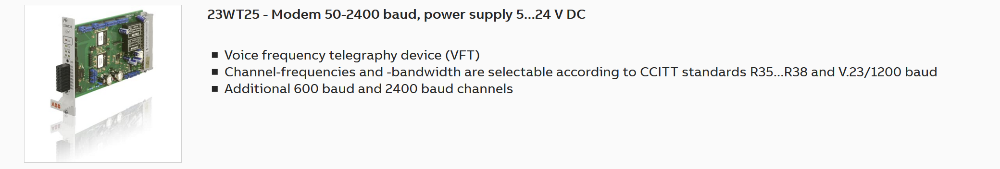 23WT25 - Modem 50-2400 baud, power supply 5...24 V DC
23WT25
ABB
■ Voice frequency telegraphy device (VFT)
■ Channel-frequencies and -bandwidth are selectable according to CCITT standards R35...R38 and V.23/1200 baud
■ Additional 600 baud and 2400 baud channels